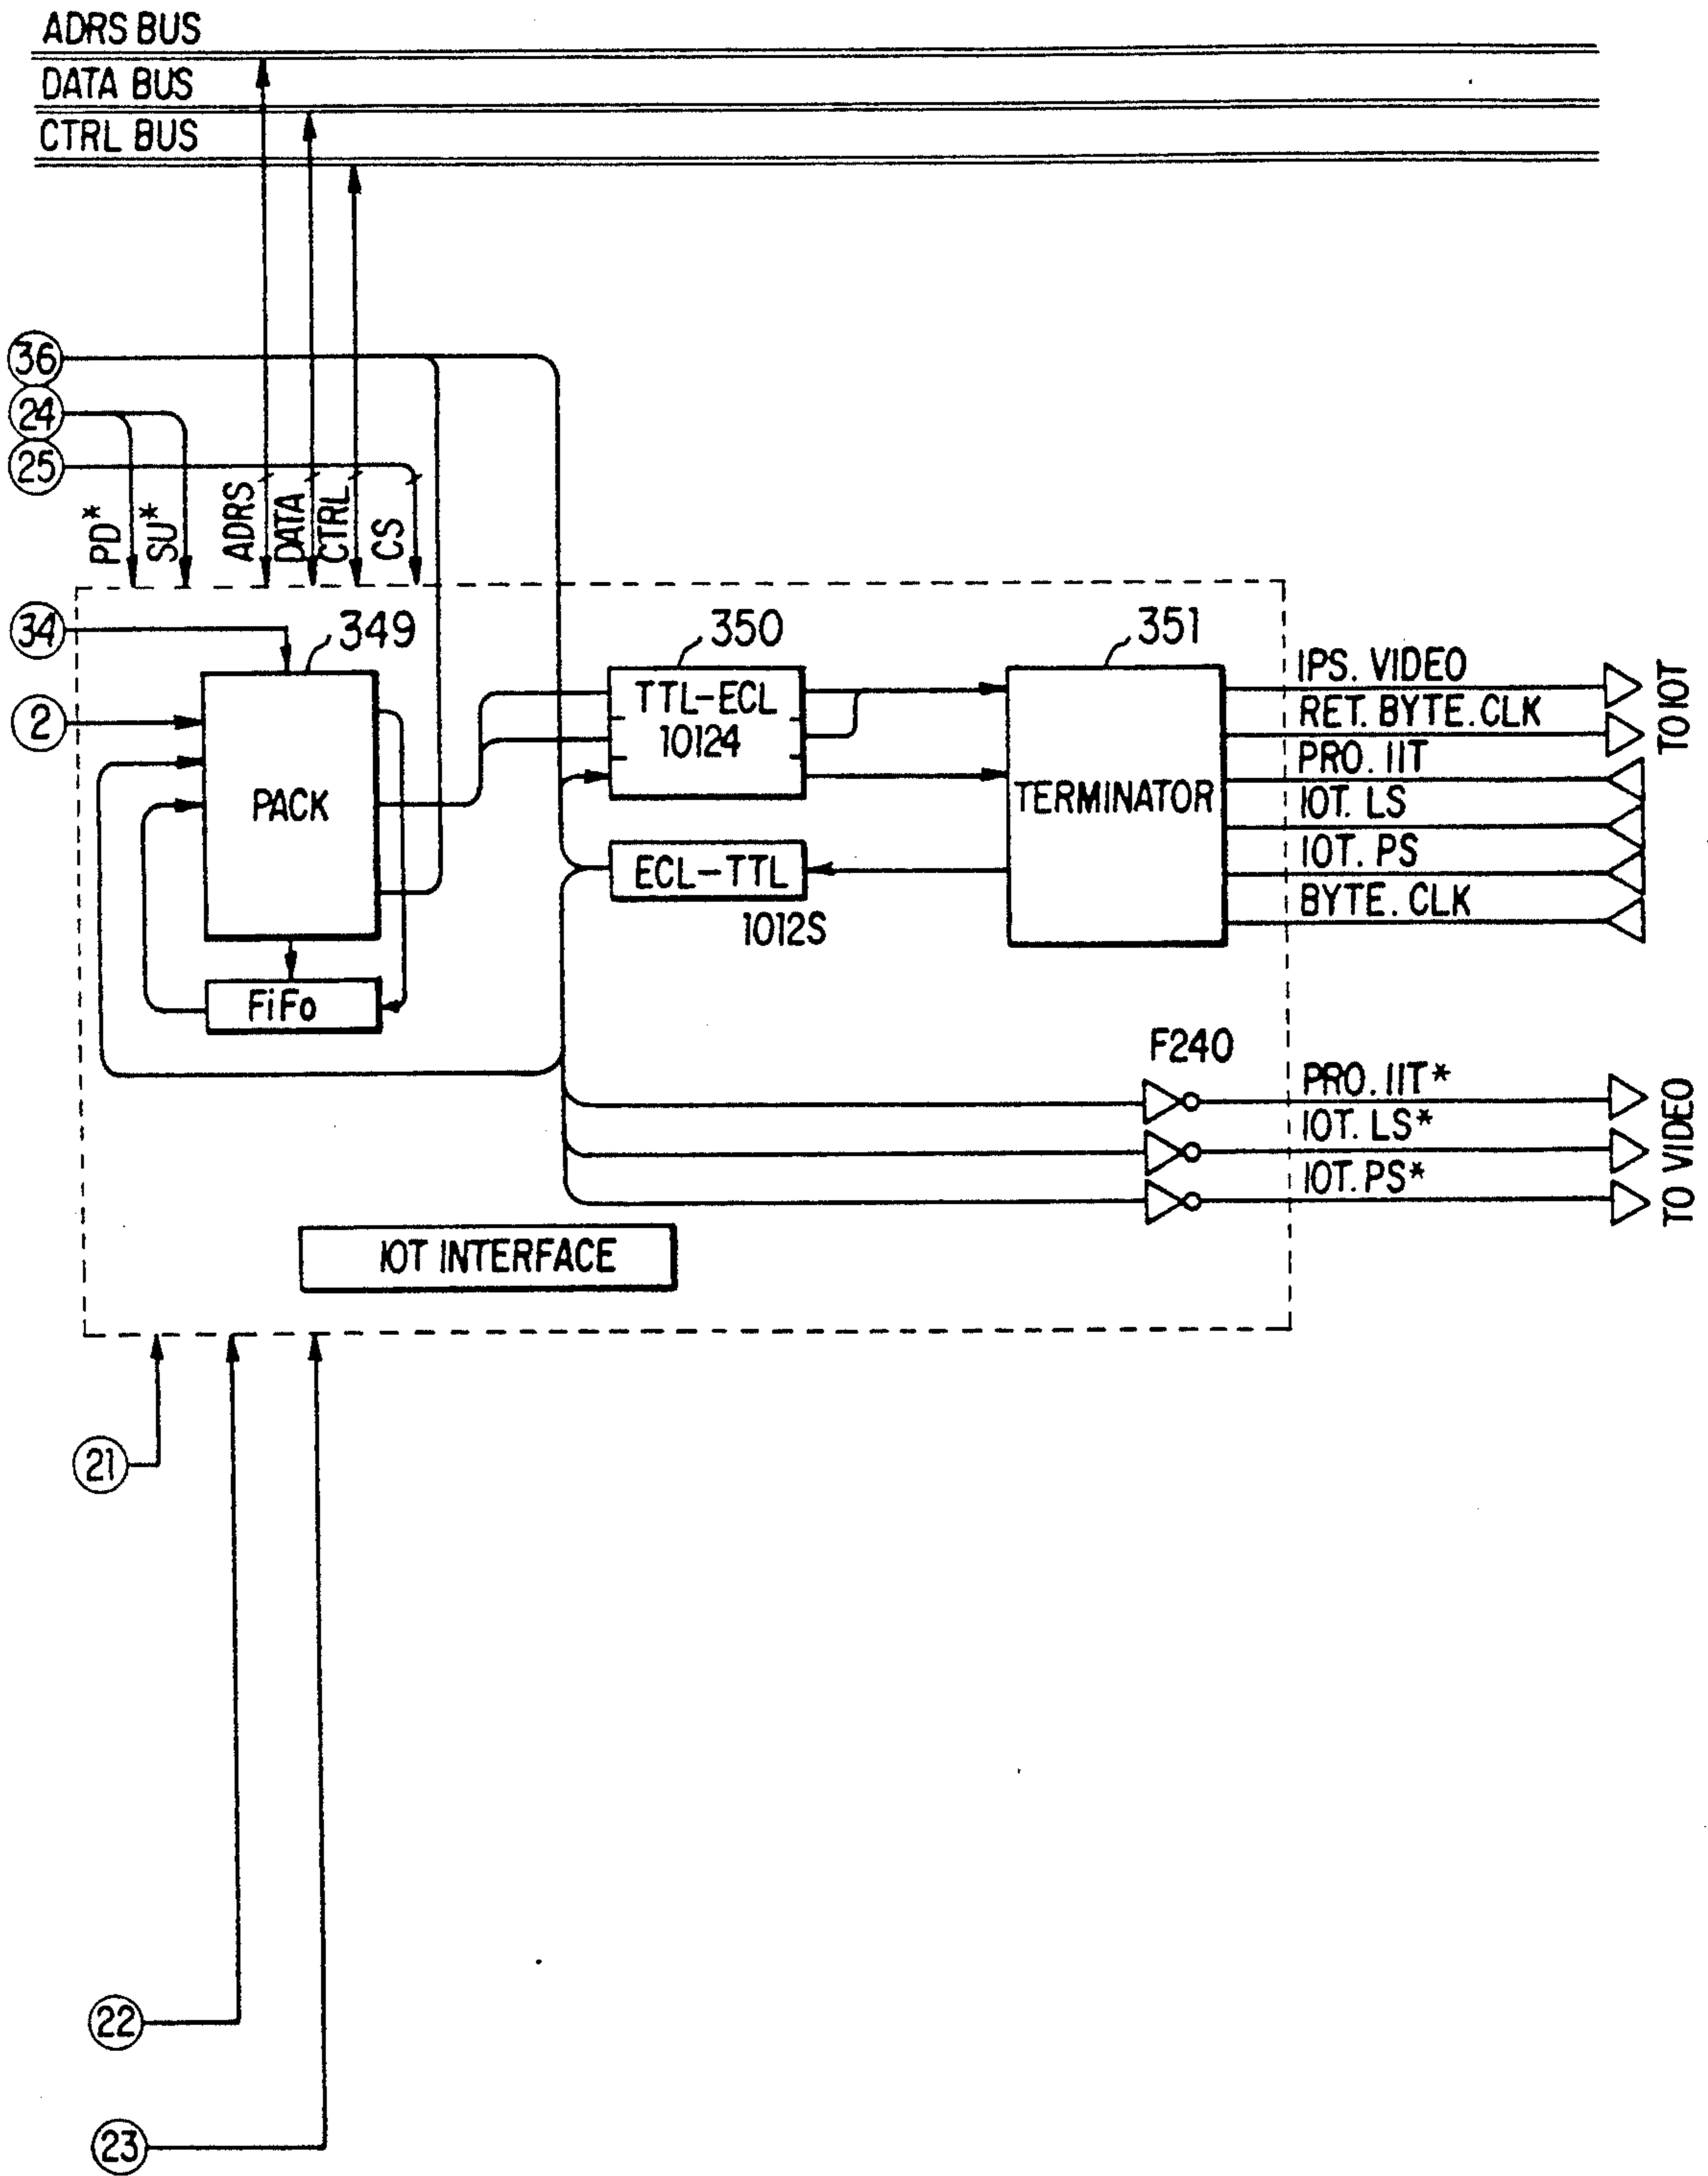 ADRS BUS
DATA BUS
CTRL BUS
36
24
25
PD*
SU*
ADRS
DATA
CTRL
CS
34
349
350
351
2
PACK
TTL-ECL
10124
TERMINATOR
IPS. VIDEO
RET. BYTE. CLK
PRO. IIT
IOT. LS
IOT. PS
BYTE. CLK
TO IOT
ECL-TTL
1012S
FiFo
F240
PRO. IIT*
IOT. LS*
IOT. PS*
TO VIDEO
IOT INTERFACE
21
22
23